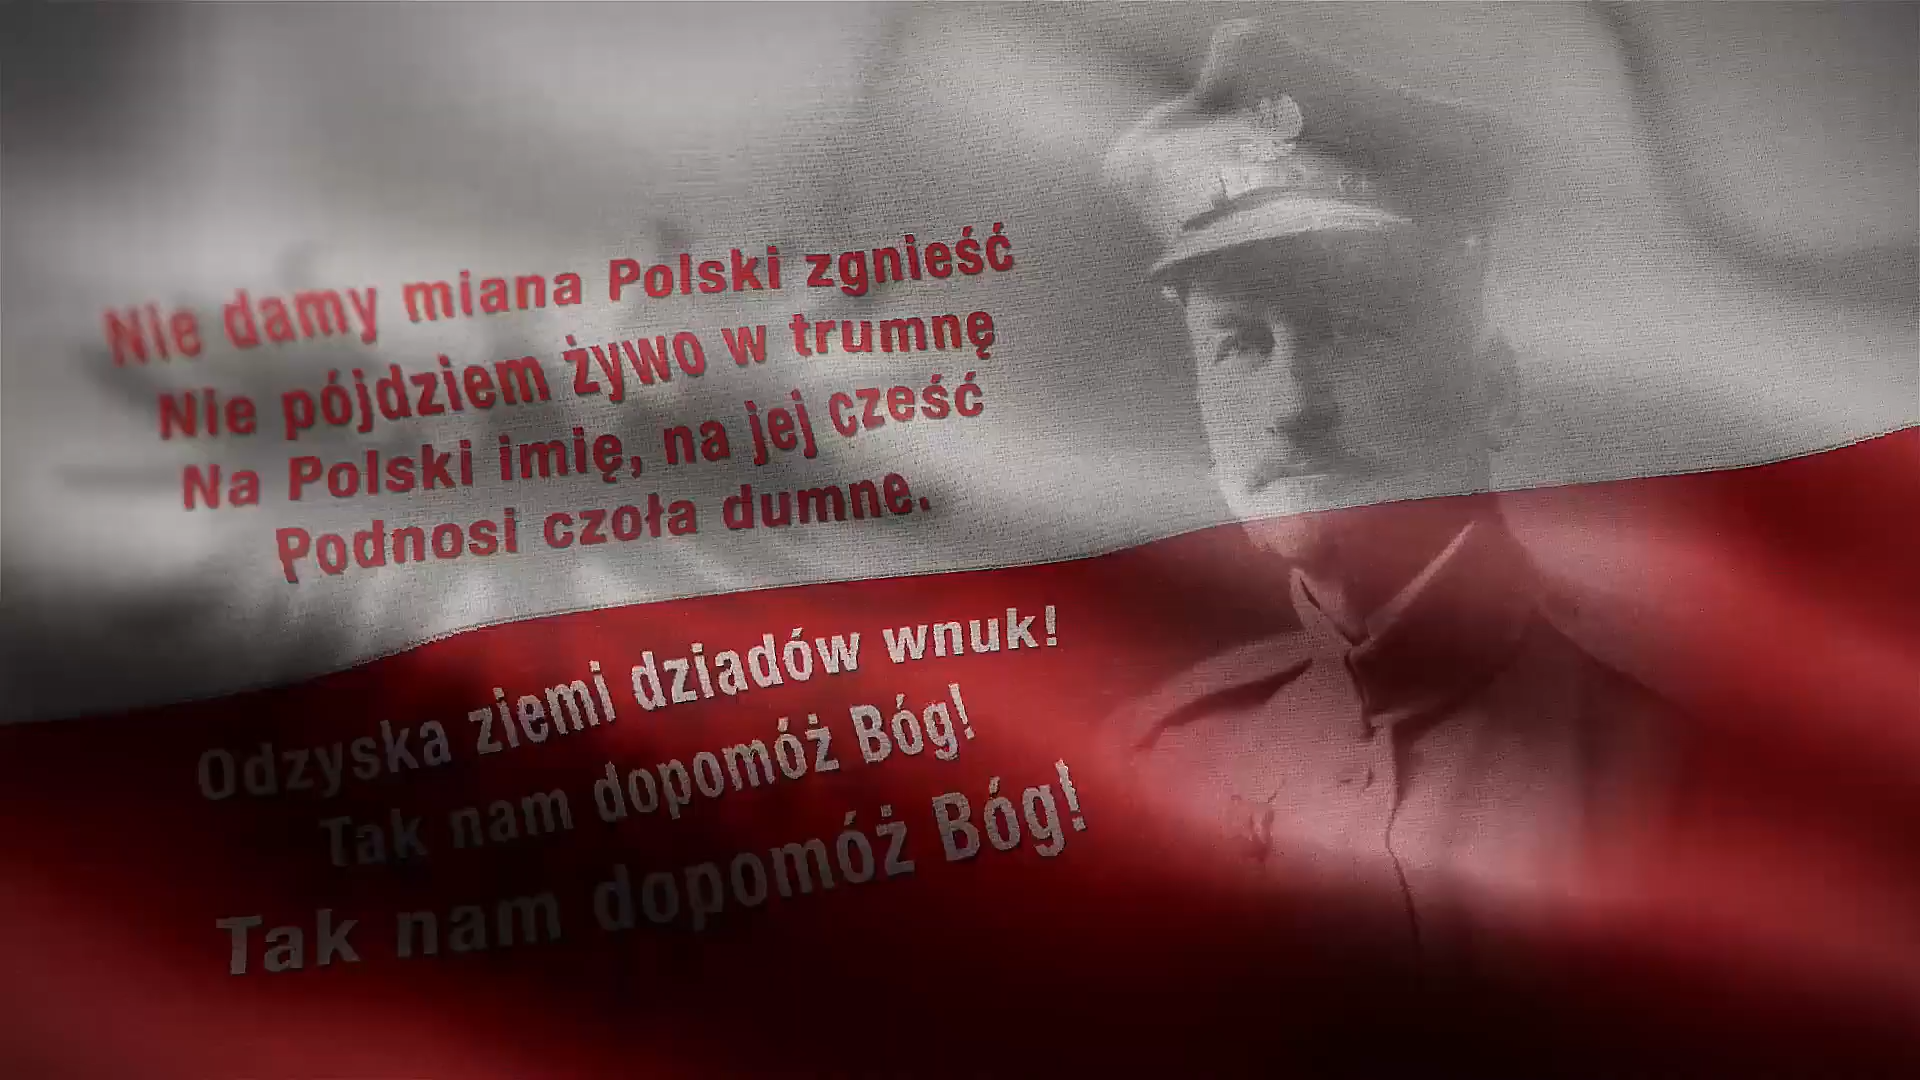 Nie damy miana Polski zgnieść
Nie pójdziem żywo w trumnę
Na Polski imię, na jej cześć
Podnosi czoła dumne.
Odzyska ziemi dziadów wnuk!
Tak nam dopomóż Bóg!
Tak nam dopomóż Bóg!